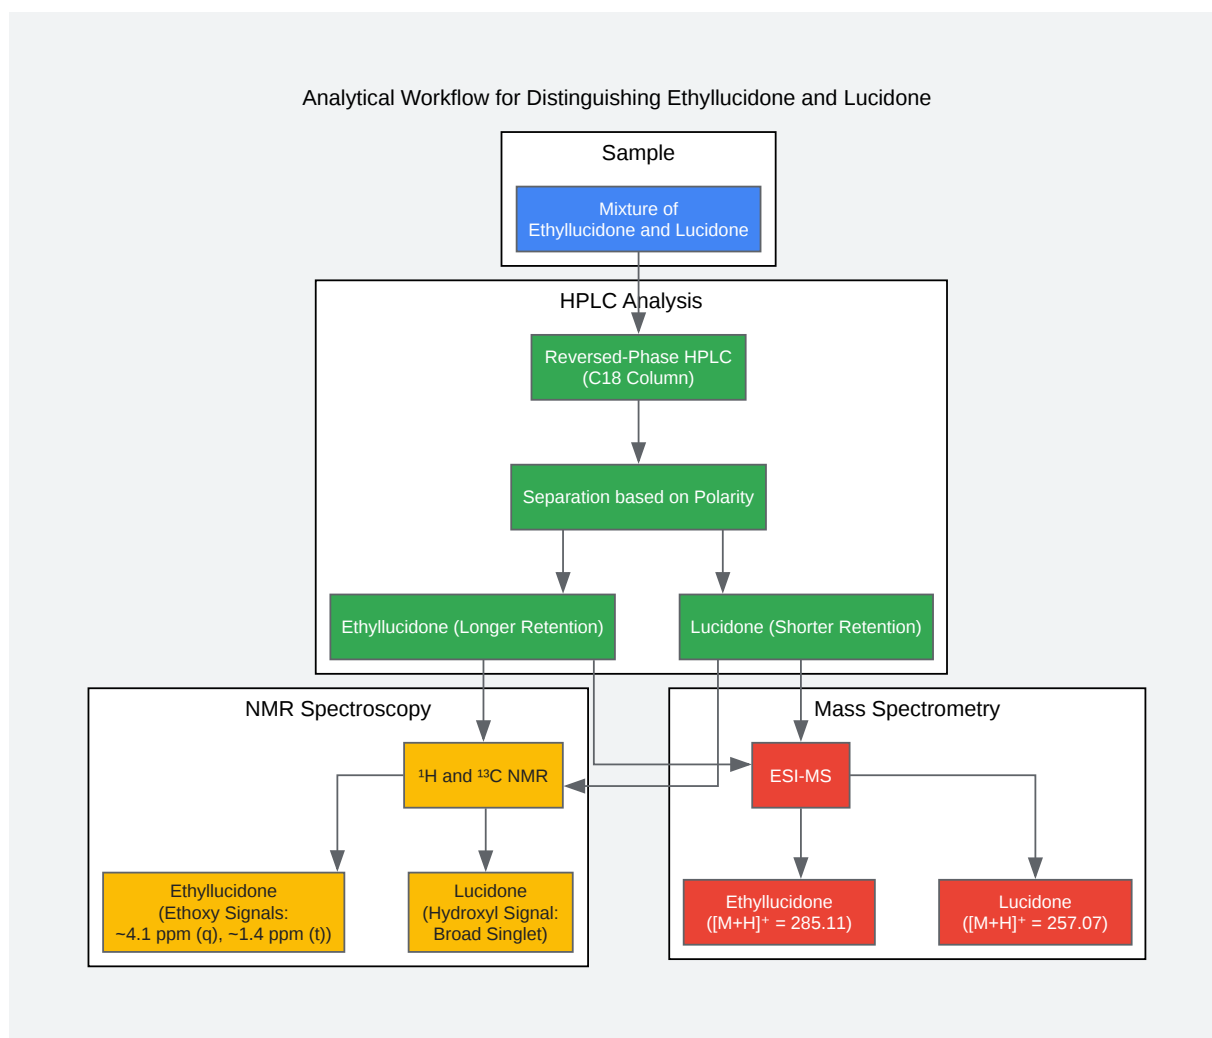 Analytical Workflow for Distinguishing Ethyllucidone and Lucidone
Sample
Mixture of
Ethyllucidone and Lucidone
HPLC Analysis
Reversed-Phase HPLC
(C18 Column)
Separation based on Polarity
Ethyllucidone (Longer Retention)
Lucidone (Shorter Retention)
NMR Spectroscopy
¹H and ¹³C NMR
Ethyllucidone
(Ethoxy Signals:
~4.1 ppm (q), ~1.4 ppm (t))
Lucidone
(Hydroxyl Signal:
Broad Singlet)
Mass Spectrometry
ESI-MS
Ethyllucidone
([M+H]⁺ = 285.11)
Lucidone
([M+H]⁺ = 257.07)